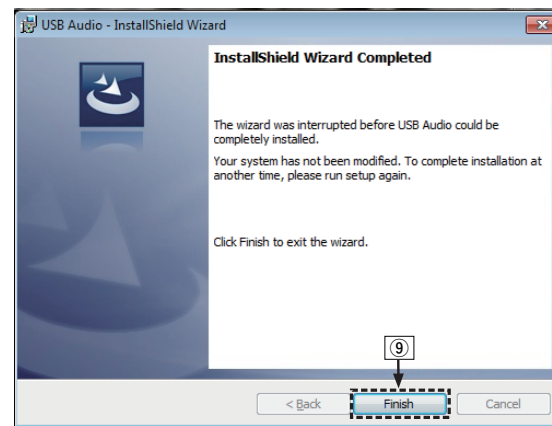 USB Audio - InstallShield Wizard
InstallShield Wizard Completed
The wizard was interrupted before USB Audio could be
completely installed.
Your system has not been modified. To complete installation at
another time, please run setup again.
Click Finish to exit the wizard.
⑨
< Back Finish Cancel